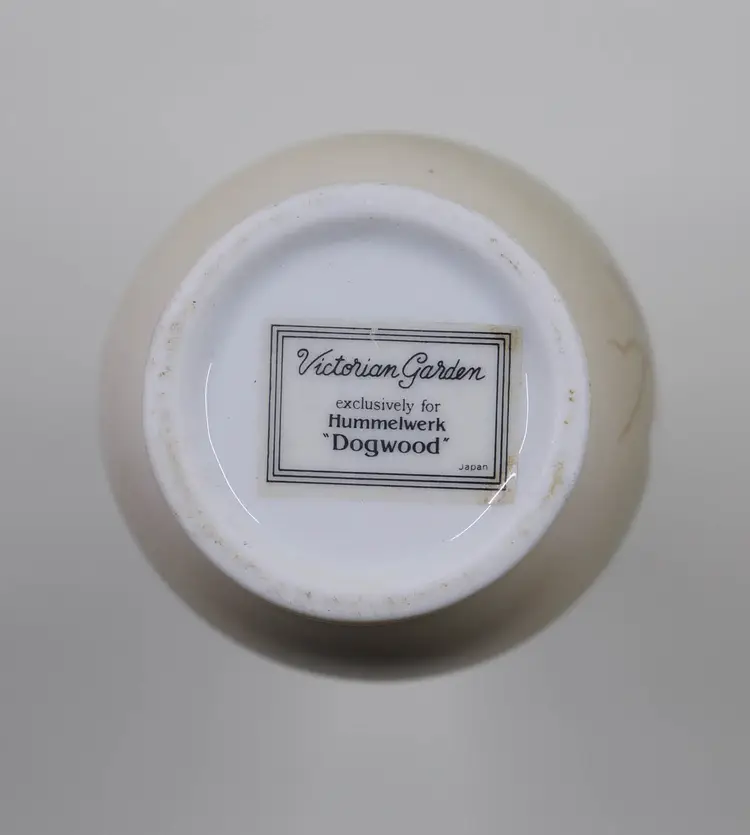 Victorian Garden
exclusively for
Hummelwerk
"Dogwood"
Japan